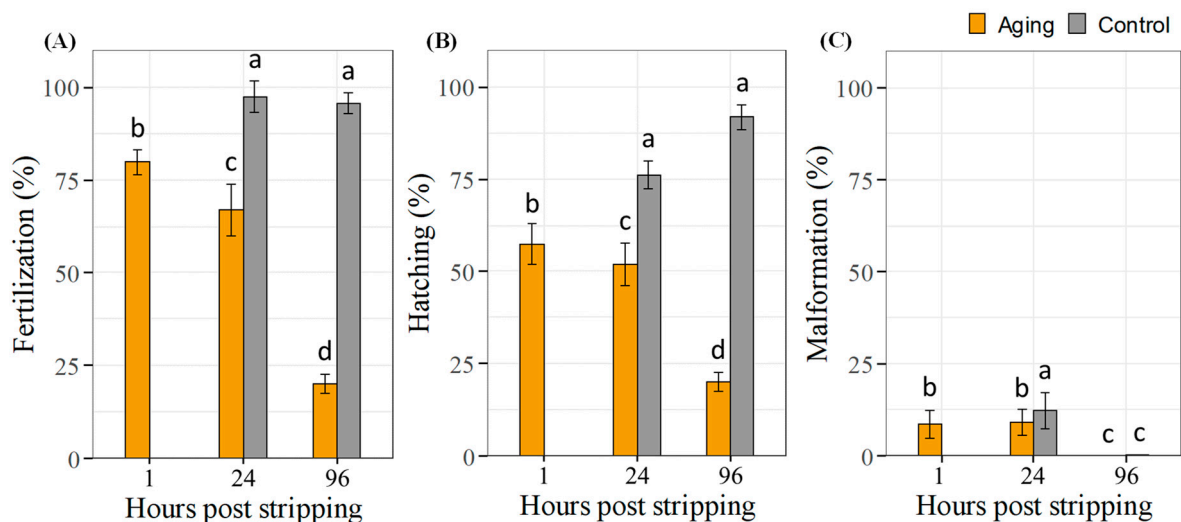 Aging Control
(A)
Fertilization (%)
100
75
50
25
0
b
c
a
d
a
1 24 96
Hours post stripping
(B)
Hatching (%)
100
75
50
25
0
b
c
a
d
a
1 24 96
Hours post stripping
(C)
Malformation (%)
100
75
50
25
0
b
b
a
c
c
1 24 96
Hours post stripping